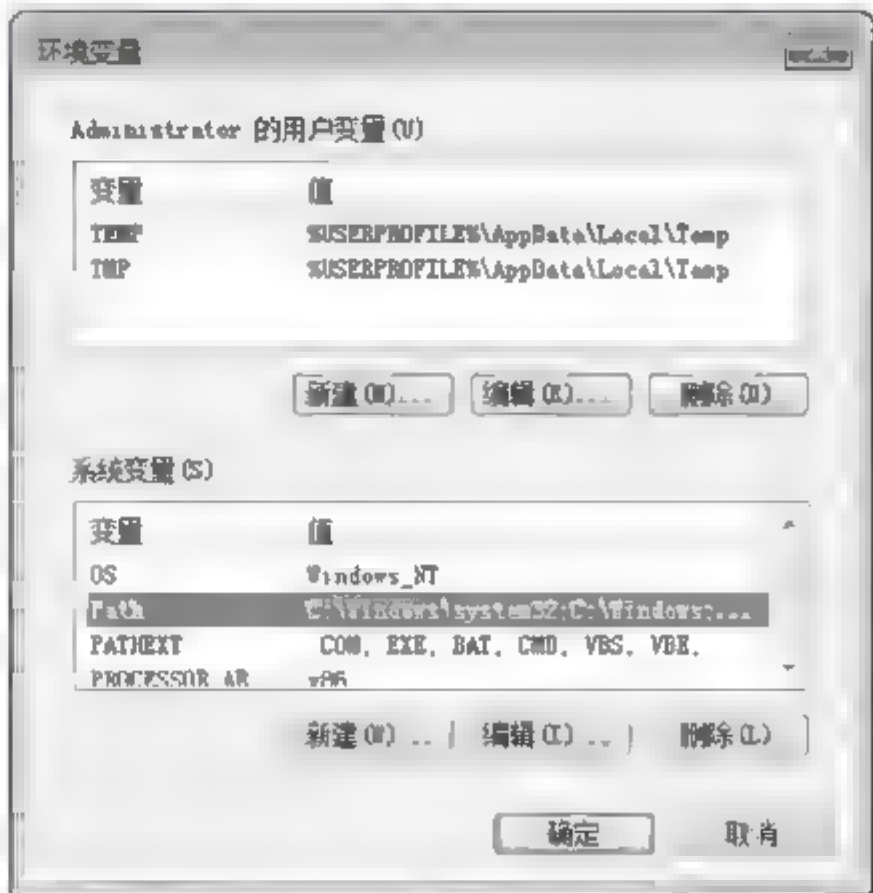 环境变量
Administrator 的用户变量(U)
变量 值
TEMP %USERPROFILE%\AppData\Local\Temp
TMP %USERPROFILE%\AppData\Local\Temp
新建(N)... 编辑(E)... 删除(D)
系统变量(S)
变量 值
OS Windows_NT
Path C:\Windows\system32;C:\Windows;...
PATHEXT .COM; .EXE; .BAT; .CMD; .VBS; .VBE;
PROCESSOR_AR x86
新建(W)... 编辑(I)... 删除(L)
确定 取消